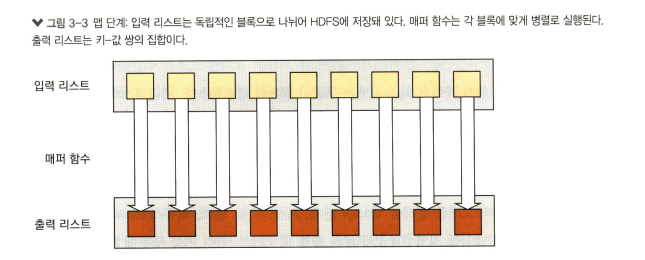 ▼ 그림 3-3 맵 단계: 입력 리스트는 독립적인 블록으로 나뉘어 HDFS에 저장돼 있다. 매퍼 함수는 각 블록에 맞게 병렬로 실행된다.
출력 리스트는 키-값 쌍의 집합이다.
입력 리스트
매퍼 함수
출력 리스트